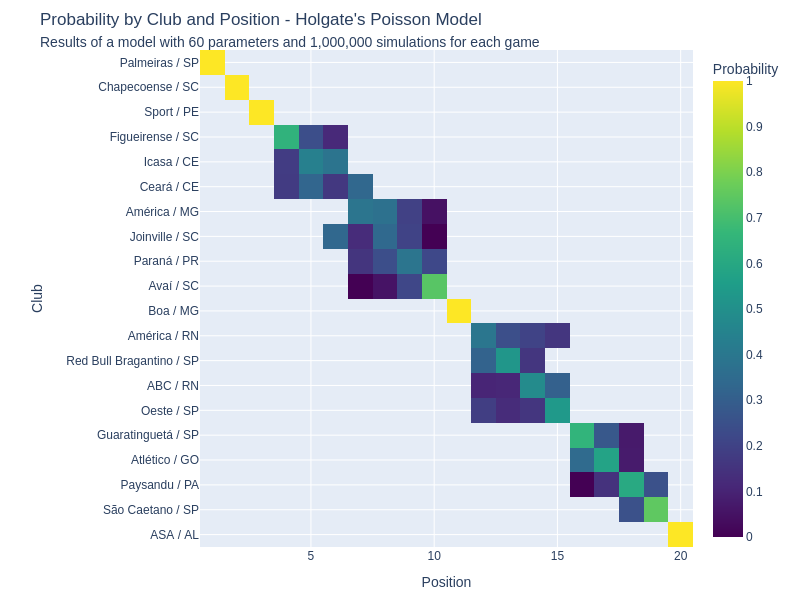 Probability by Club and Position - Holgate's Poisson Model
Results of a model with 60 parameters and 1,000,000 simulations for each game
Probability
Palmeiras / SP
Chapecoense / SC
Sport / PE
Figueirense / SC
Icasa / CE
Ceará / CE
América / MG
Joinville / SC
Paraná / PR
Avaí / SC
Boa / MG
América / RN
Red Bull Bragantino / SP
ABC / RN
Oeste / SP
Guaratinguetá / SP
Atlético / GO
Paysandu / PA
São Caetano / SP
ASA / AL
Club
5
10
15
20
Position
1
0.9
0.8
0.7
0.6
0.5
0.4
0.3
0.2
0.1
0